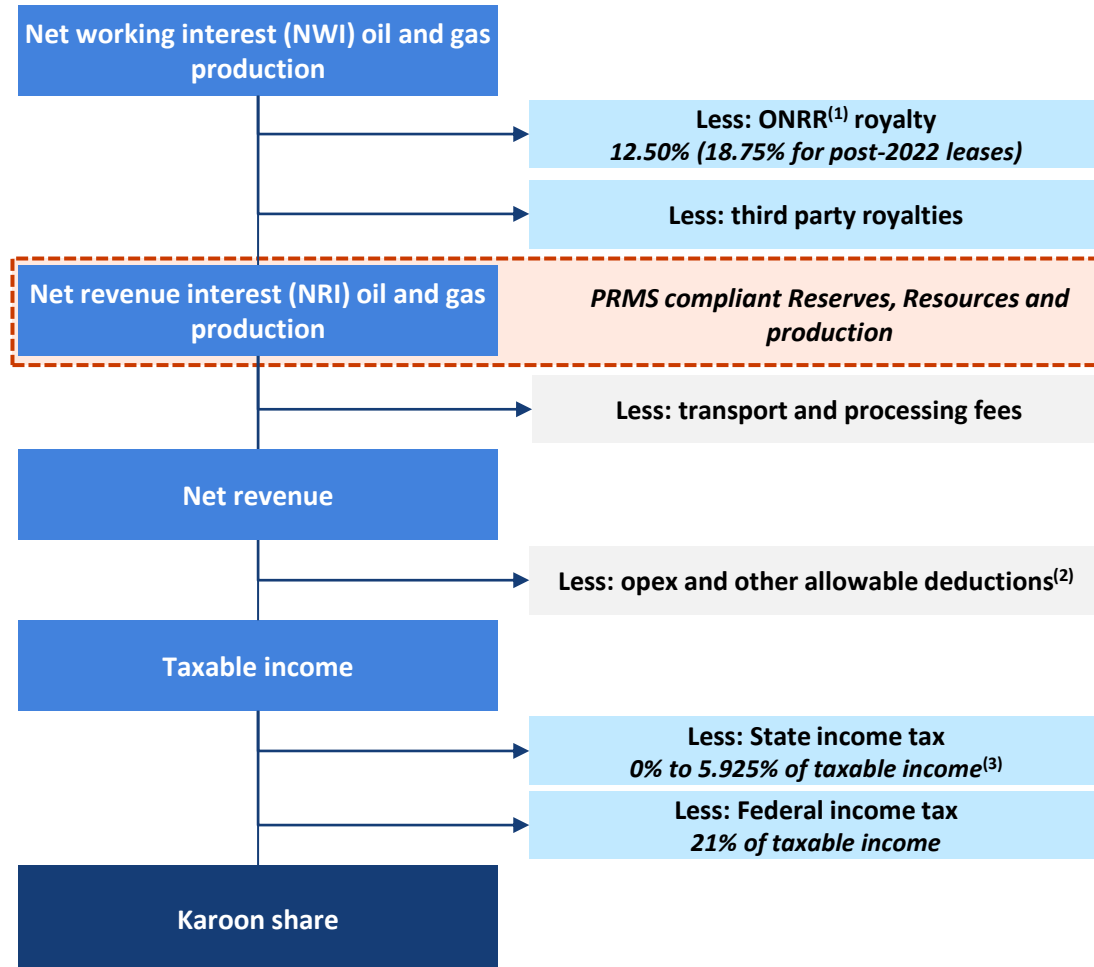 Net working interest (NWI) oil and gas
production
Less: ONRR(1) royalty
12.50% (18.75% for post-2022 leases)
Less: third party royalties
Net revenue interest (NRI) oil and gas
production
PRMS compliant Reserves, Resources and
production
Less: transport and processing fees
Net revenue
Less: opex and other allowable deductions(2)
Taxable income
Less: State income tax
0% to 5.925% of taxable income(3)
Less: Federal income tax
21% of taxable income
Karoon share